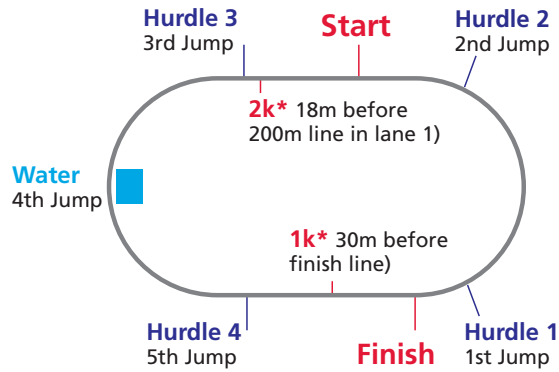 Hurdle 3
3rd Jump
Start
Hurdle 2
2nd Jump
2k* 18m before
200m line in lane 1)
Water
4th Jump
1k* 30m before
finish line)
Hurdle 4
5th Jump
Finish
Hurdle 1
1st Jump